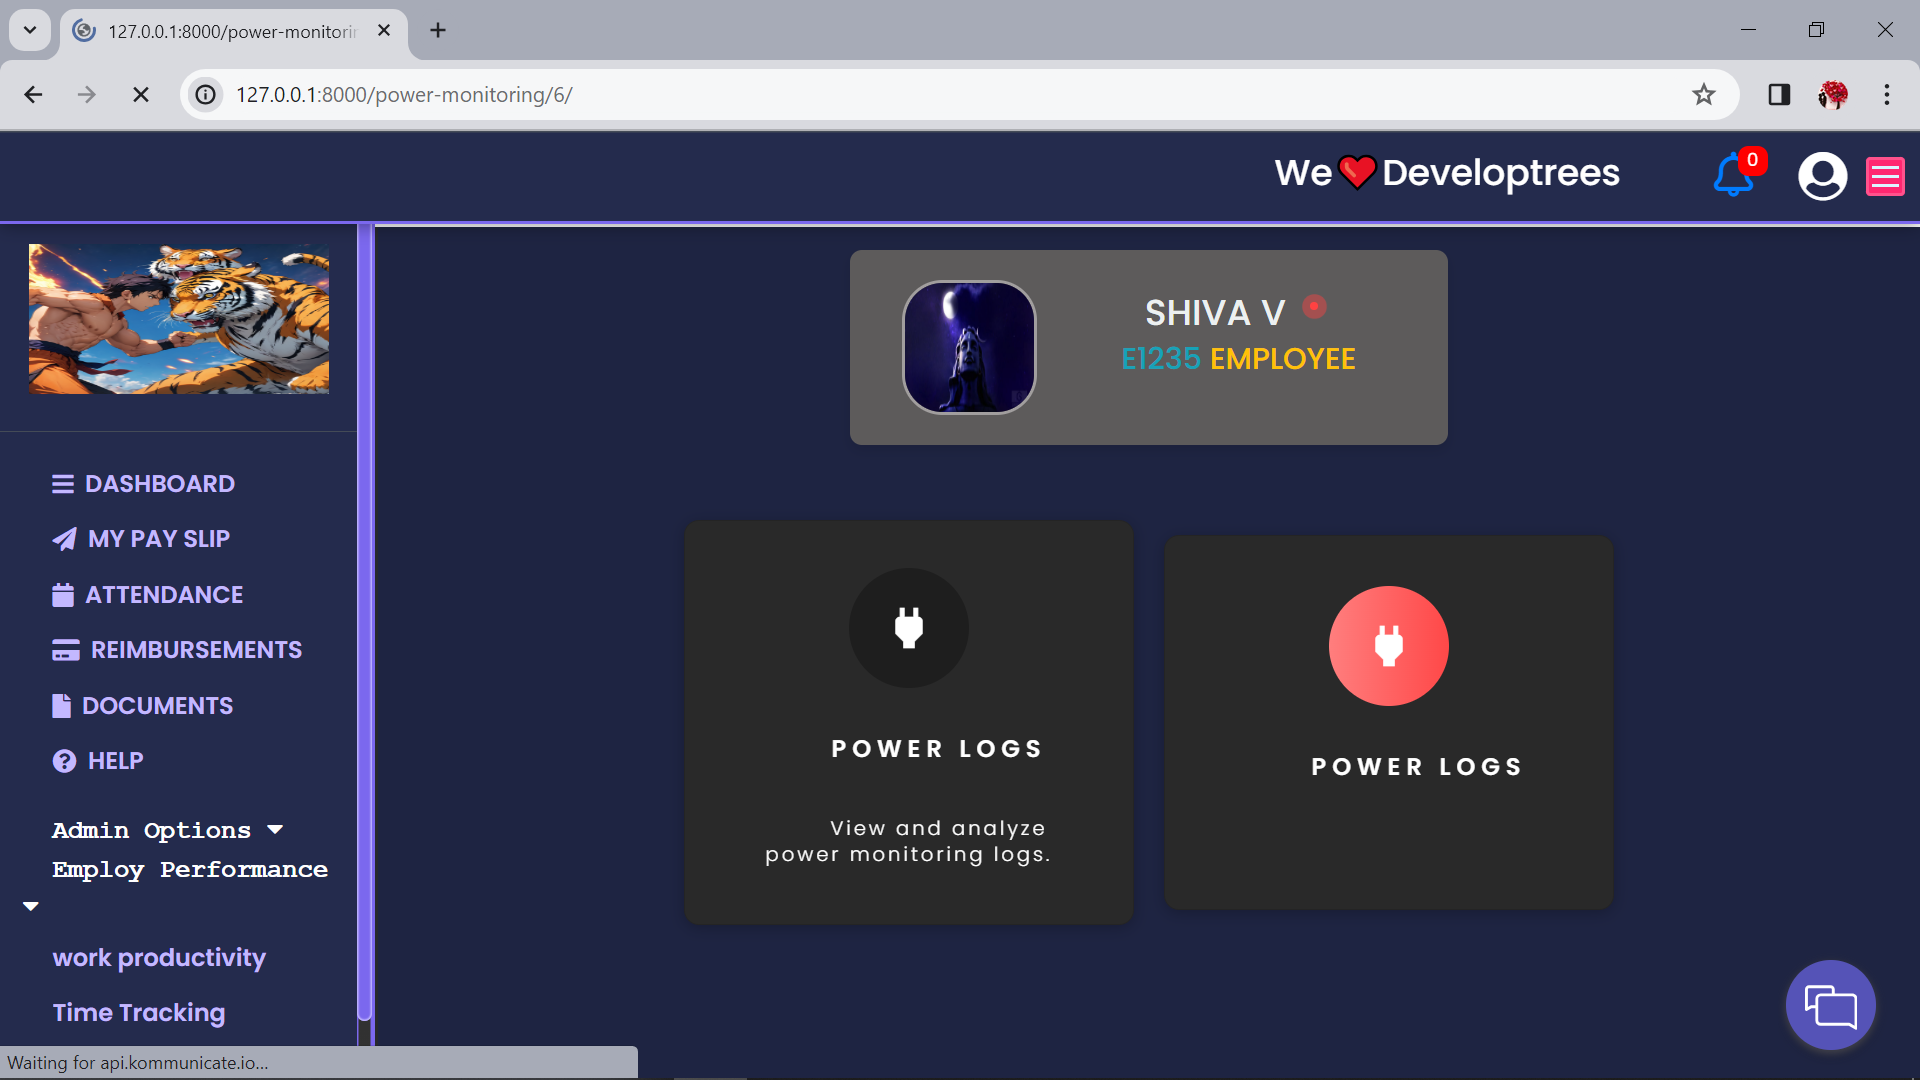 127.0.0.1:8000/power-monitorin
127.0.0.1:8000/power-monitoring/6/
We Developtrees
0
SHIVA V
E1235 EMPLOYEE
DASHBOARD
MY PAY SLIP
ATTENDANCE
REIMBURSEMENTS
DOCUMENTS
HELP
Admin Options
Employ Performance
work productivity
Time Tracking
POWER LOGS
View and analyze
power monitoring logs.
POWER LOGS
Waiting for api.kommunicate.io...